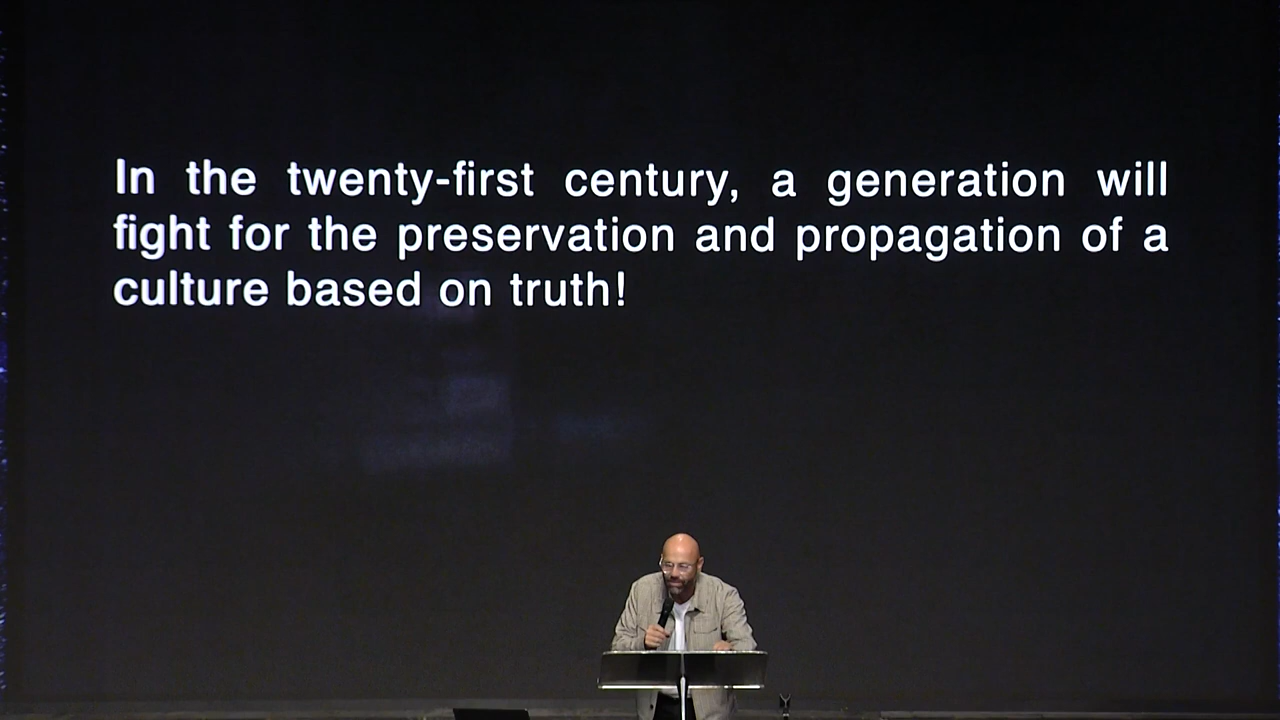 In the twenty-first century, a generation will
fight for the preservation and propagation of a
culture based on truth!